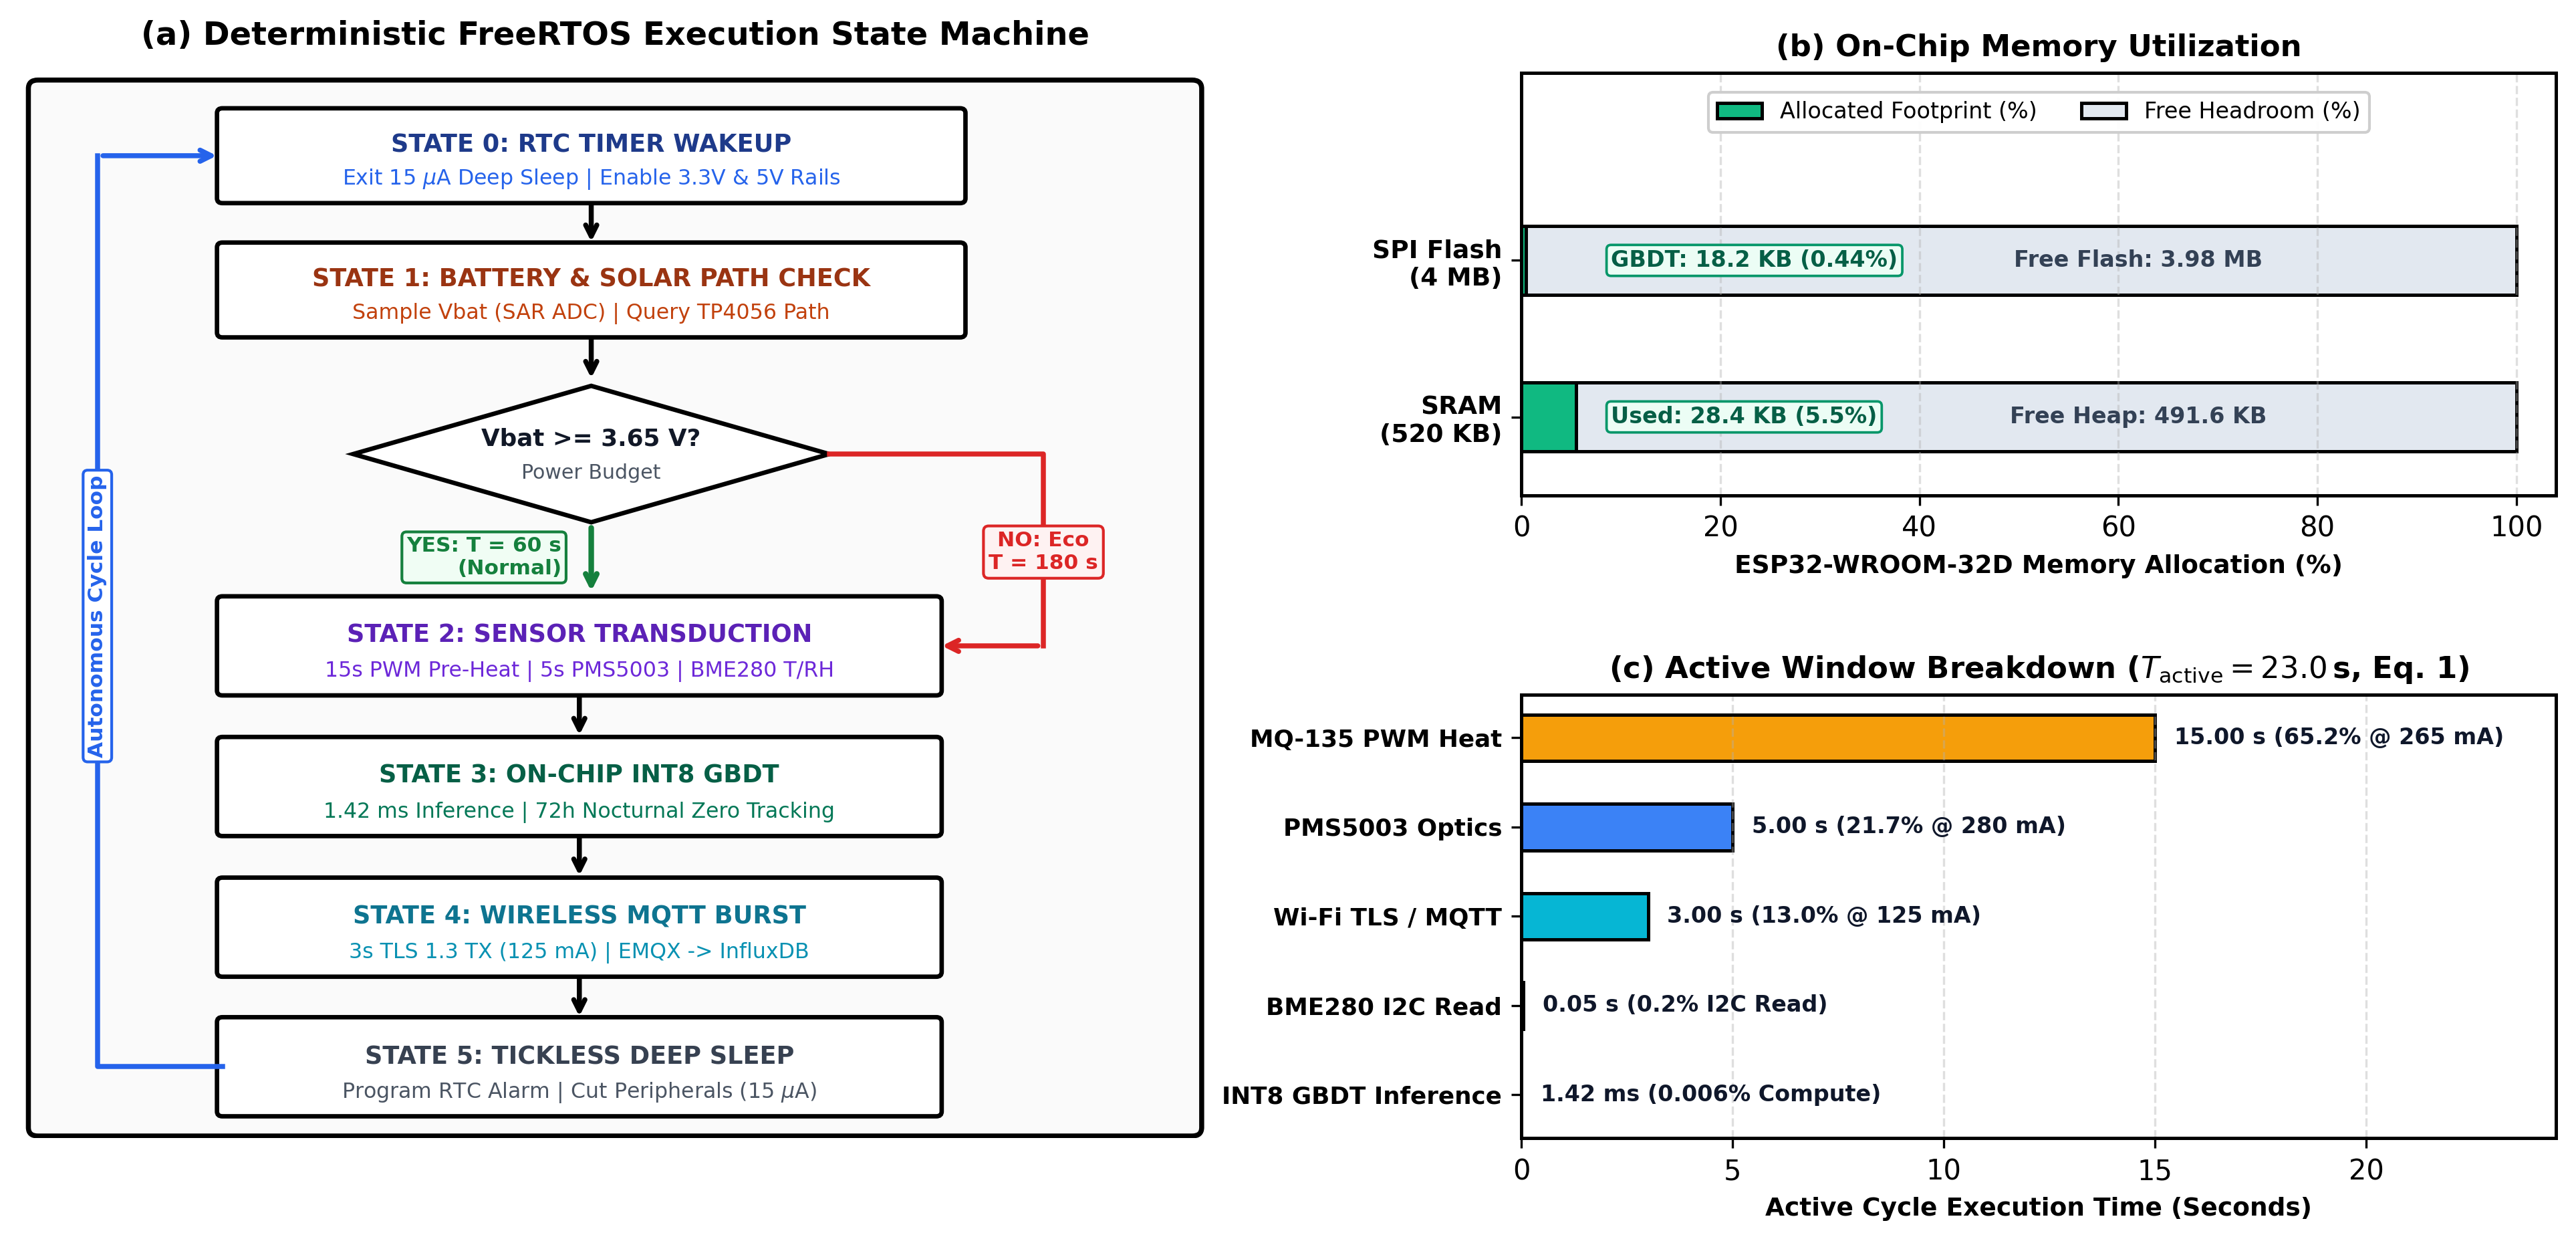 (a) Deterministic FreeRTOS Execution State Machine
STATE 0: RTC TIMER WAKEUP
Exit 15 μA Deep Sleep | Enable 3.3V & 5V Rails
STATE 1: BATTERY & SOLAR PATH CHECK
Sample Vbat (SAR ADC) | Query TP4056 Path
Vbat >= 3.65 V?
Power Budget
YES: T = 60 s
(Normal)
NO: Eco
T = 180 s
Autonomous Cycle Loop
STATE 2: SENSOR TRANSDUCTION
15s PWM Pre-Heat | 5s PMS5003 | BME280 T/RH
STATE 3: ON-CHIP INT8 GBDT
1.42 ms Inference | 72h Nocturnal Zero Tracking
STATE 4: WIRELESS MQTT BURST
3s TLS 1.3 TX (125 mA) | EMQX -> InfluxDB
STATE 5: TICKLESS DEEP SLEEP
Program RTC Alarm | Cut Peripherals (15 μA)
(b) On-Chip Memory Utilization
Allocated Footprint (%) Free Headroom (%)
SPI Flash
(4 MB)
GBDT: 18.2 KB (0.44%) Free Flash: 3.98 MB
SRAM
(520 KB)
Used: 28.4 KB (5.5%) Free Heap: 491.6 KB
0 20 40 60 80 100
ESP32-WROOM-32D Memory Allocation (%)
(c) Active Window Breakdown (T_active = 23.0 s, Eq. 1)
MQ-135 PWM Heat 15.00 s (65.2% @ 265 mA)
PMS5003 Optics 5.00 s (21.7% @ 280 mA)
Wi-Fi TLS / MQTT 3.00 s (13.0% @ 125 mA)
BME280 I2C Read 0.05 s (0.2% I2C Read)
INT8 GBDT Inference 1.42 ms (0.006% Compute)
0 5 10 15 20
Active Cycle Execution Time (Seconds)